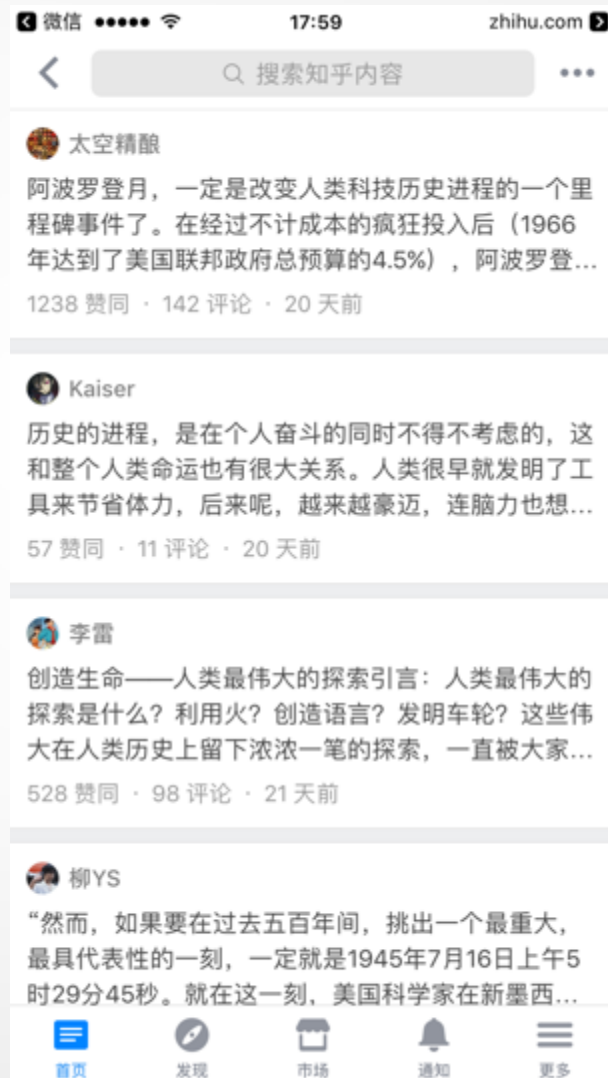 微信 17:59 zhihu.com
搜索知乎内容
太空精酿
阿波罗登月，一定是改变人类科技历史进程的一个里
程碑事件了。在经过不计成本的疯狂投入后（1966
年达到了美国联邦政府总预算的4.5%），阿波罗登...
1238 赞同 · 142 评论 · 20 天前
Kaiser
历史的进程，是在个人奋斗的同时不得不考虑的，这
和整个人类命运也有很大关系。人类很早就发明了工
具来节省体力，后来呢，越来越豪迈，连脑力也想...
57 赞同 · 11 评论 · 20 天前
李雷
创造生命——人类最伟大的探索引言：人类最伟大的
探索是什么？利用火？创造语言？发明车轮？这些伟
大在人类历史上留下浓浓一笔的探索，一直被大家...
528 赞同 · 98 评论 · 21 天前
柳YS
“然而，如果要在过去五百年间，挑出一个最重大，
最具代表性的一刻，一定就是1945年7月16日上午5
时29分45秒。就在这一刻，美国科学家在新墨西...
首页 发现 市场 通知 更多